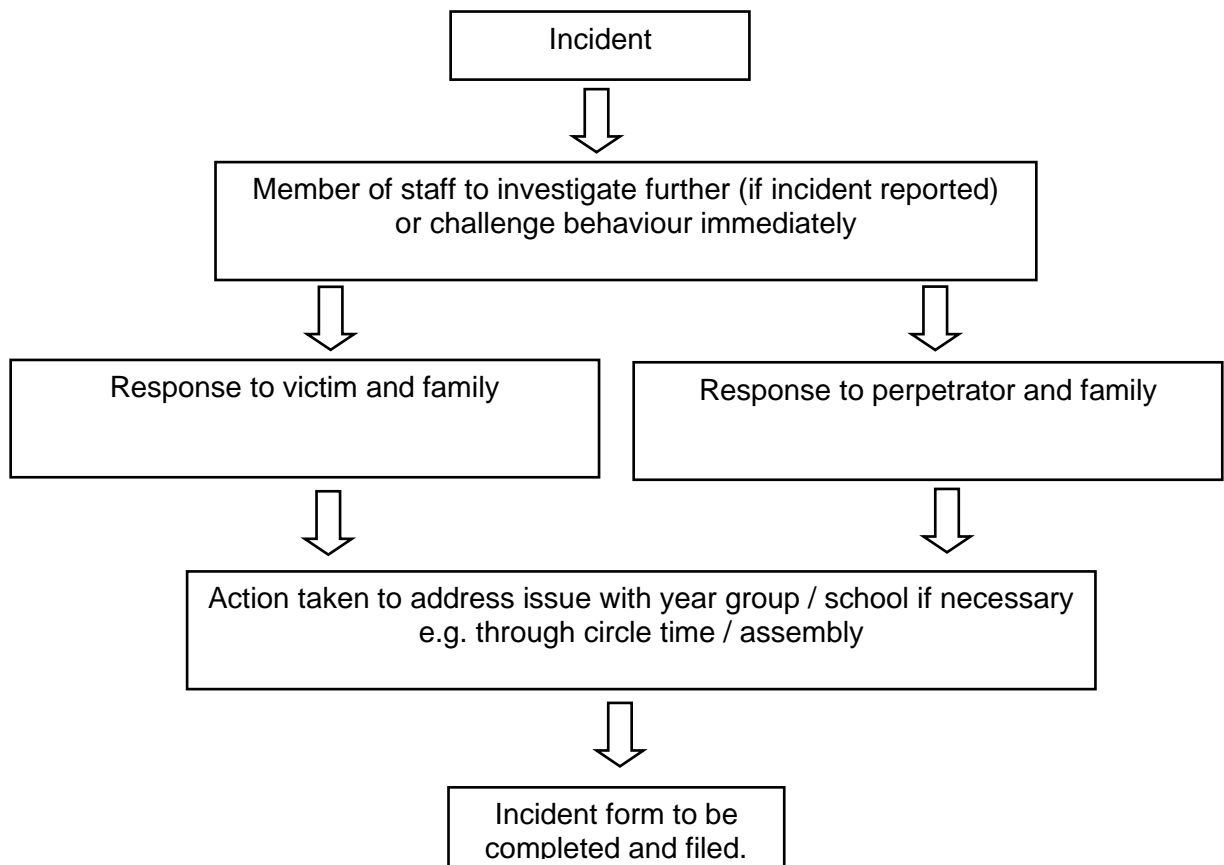 Incident
Member of staff to investigate further (if incident reported)
or challenge behaviour immediately
Response to victim and family
Response to perpetrator and family
Action taken to address issue with year group / school if necessary
e.g. through circle time / assembly
Incident form to be
completed and filed.